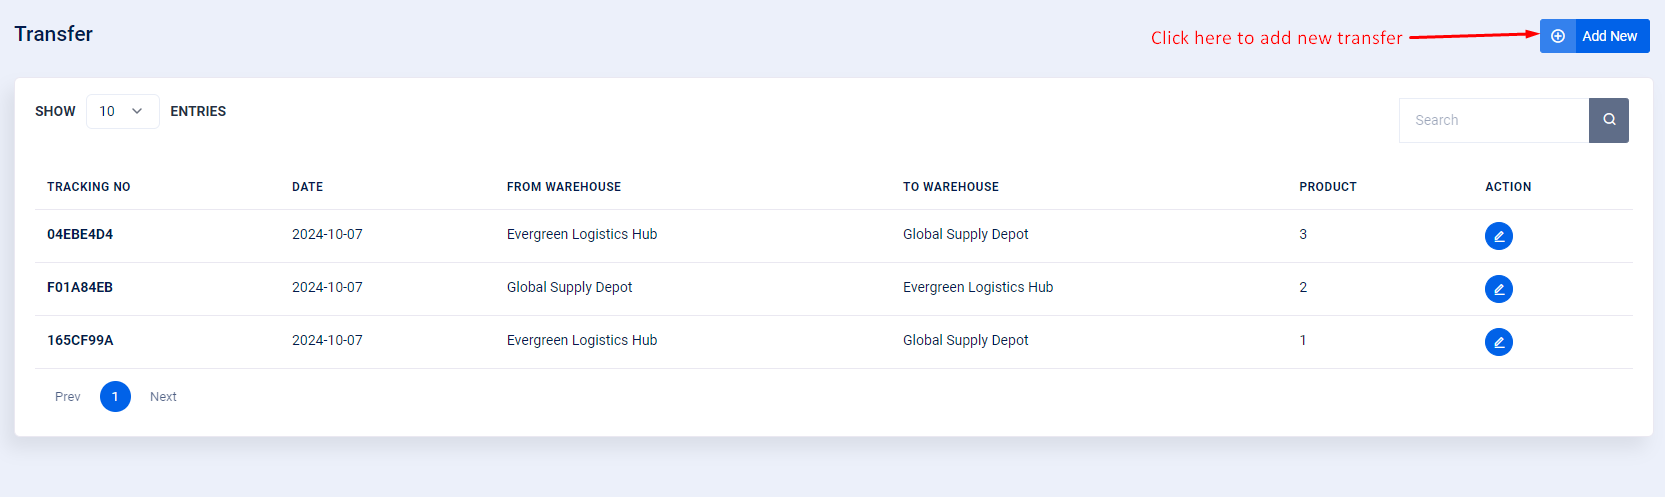 Transfer
Click here to add new transfer
Add New
SHOW 10 ENTRIES
Search
TRACKING NO DATE FROM WAREHOUSE TO WAREHOUSE PRODUCT ACTION
04EBE4D4 2024-10-07 Evergreen Logistics Hub Global Supply Depot 3
F01A84EB 2024-10-07 Global Supply Depot Evergreen Logistics Hub 2
165CF99A 2024-10-07 Evergreen Logistics Hub Global Supply Depot 1
Prev 1 Next